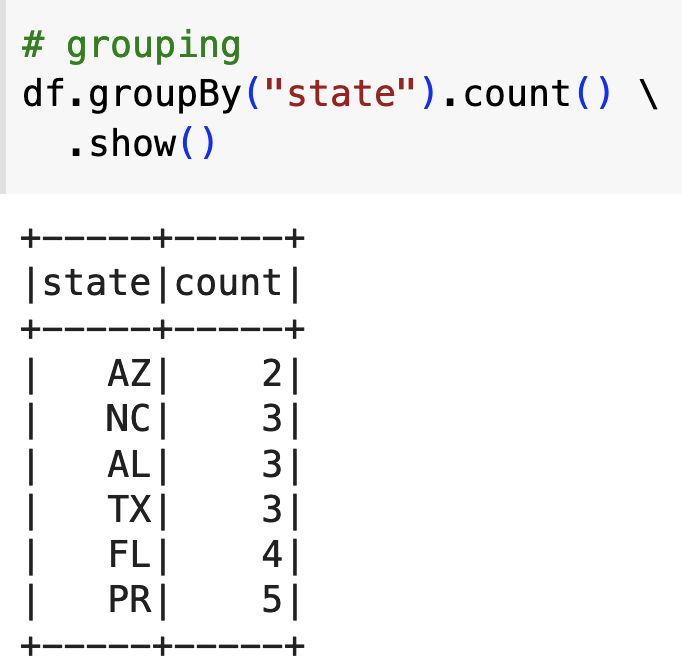 # grouping
df.groupBy("state").count() \
  .show()
+-----+-----+
|state|count|
+-----+-----+
|   AZ|    2|
|   NC|    3|
|   AL|    3|
|   TX|    3|
|   FL|    4|
|   PR|    5|
+-----+-----+